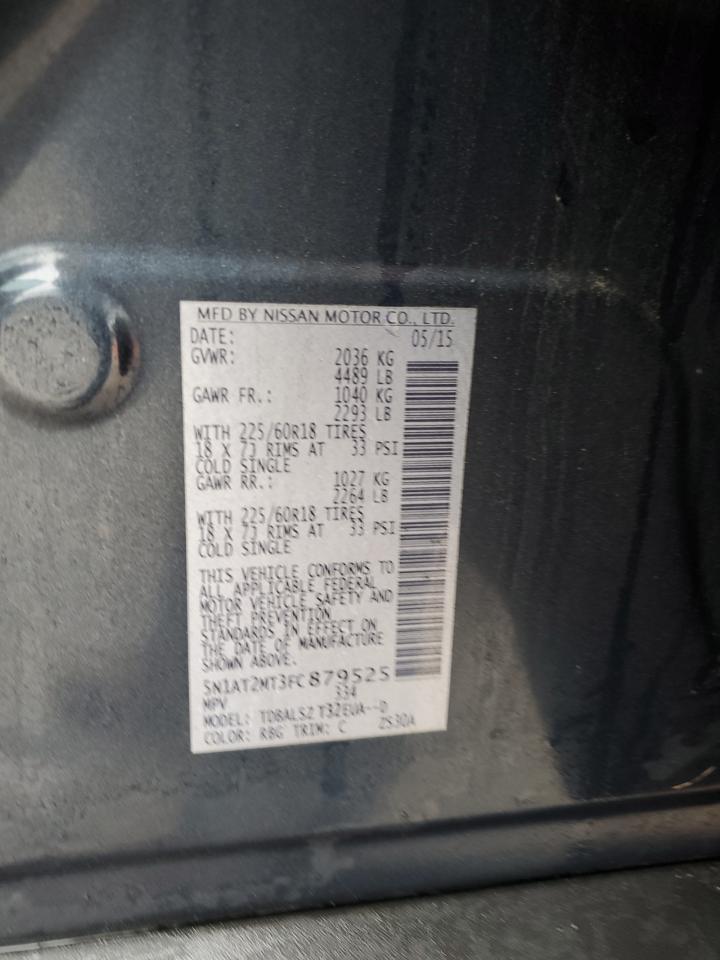 MFD BY NISSAN MOTOR CO., LTD.
DATE: 05/15
GVWR: 2036 KG
4489 LB
GAWR FR.: 1040 KG
2293 LB
WITH 225/60R18 TIRES
18 X 7J RIMS AT 33 PSI
COLD SINGLE
GAWR RR.: 1027 KG
2264 LB
WITH 225/60R18 TIRES
18 X 7J RIMS AT 33 PSI
COLD SINGLE
THIS VEHICLE CONFORMS TO
ALL APPLICABLE FEDERAL
MOTOR VEHICLE SAFETY AND
THEFT PREVENTION
STANDARDS IN EFFECT ON
THE DATE OF MANUFACTURE
SHOWN ABOVE.
5N1AT2MT3FC879525
MPV 334
MODEL: TDBALSZ T32EUA--D
COLOR: RBG TRIM: C ZS30A